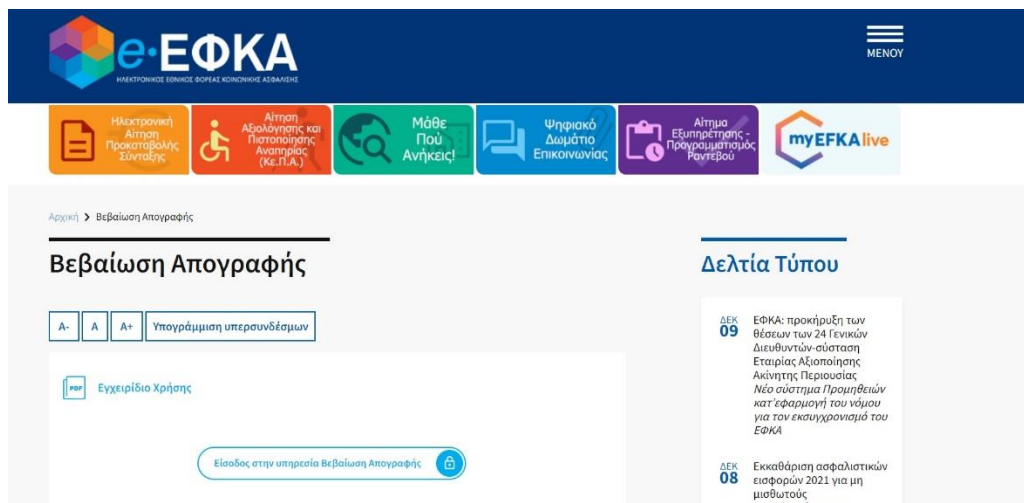 e-ΕΦΚΑ
ΗΛΕΚΤΡΟΝΙΚΟΣ ΕΘΝΙΚΟΣ ΦΟΡΕΑΣ ΚΟΙΝΩΝΙΚΗΣ ΑΣΦΑΛΙΣΗΣ
ΜΕΝΟΥ
Ηλεκτρονική
Αίτηση
Προκαταβολής
Σύνταξης
Αίτηση
Αξιολόγησης και
Πιστοποίησης
Αναπηρίας
(Κε.Π.Α.)
Μάθε
Πού
Ανήκεις!
Ψηφιακό
Δωμάτιο
Επικοινωνίας
Αίτημα
Εξυπηρέτησης -
Προγραμματισμός
Ραντεβού
myEFKAlive
Αρχική > Βεβαίωση Απογραφής
Βεβαίωση Απογραφής
A- A A+ Υπογράμμιση υπερσυνδέσμων
PDF Εγχειρίδιο Χρήσης
Είσοδος στην υπηρεσία Βεβαίωση Απογραφής
Δελτία Τύπου
ΔΕΚ
09
ΕΦΚΑ: προκήρυξη των
θέσεων των 24 Γενικών
Διευθυντών-σύσταση
Εταιρίας Αξιοποίησης
Ακίνητης Περιουσίας
Νέο σύστημα Προμηθειών
κατ'εφαρμογή του νόμου
για τον εκσυγχρονισμό του
ΕΦΚΑ
ΔΕΚ
08
Εκκαθάριση ασφαλιστικών
εισφορών 2021 για μη
μισθωτούς